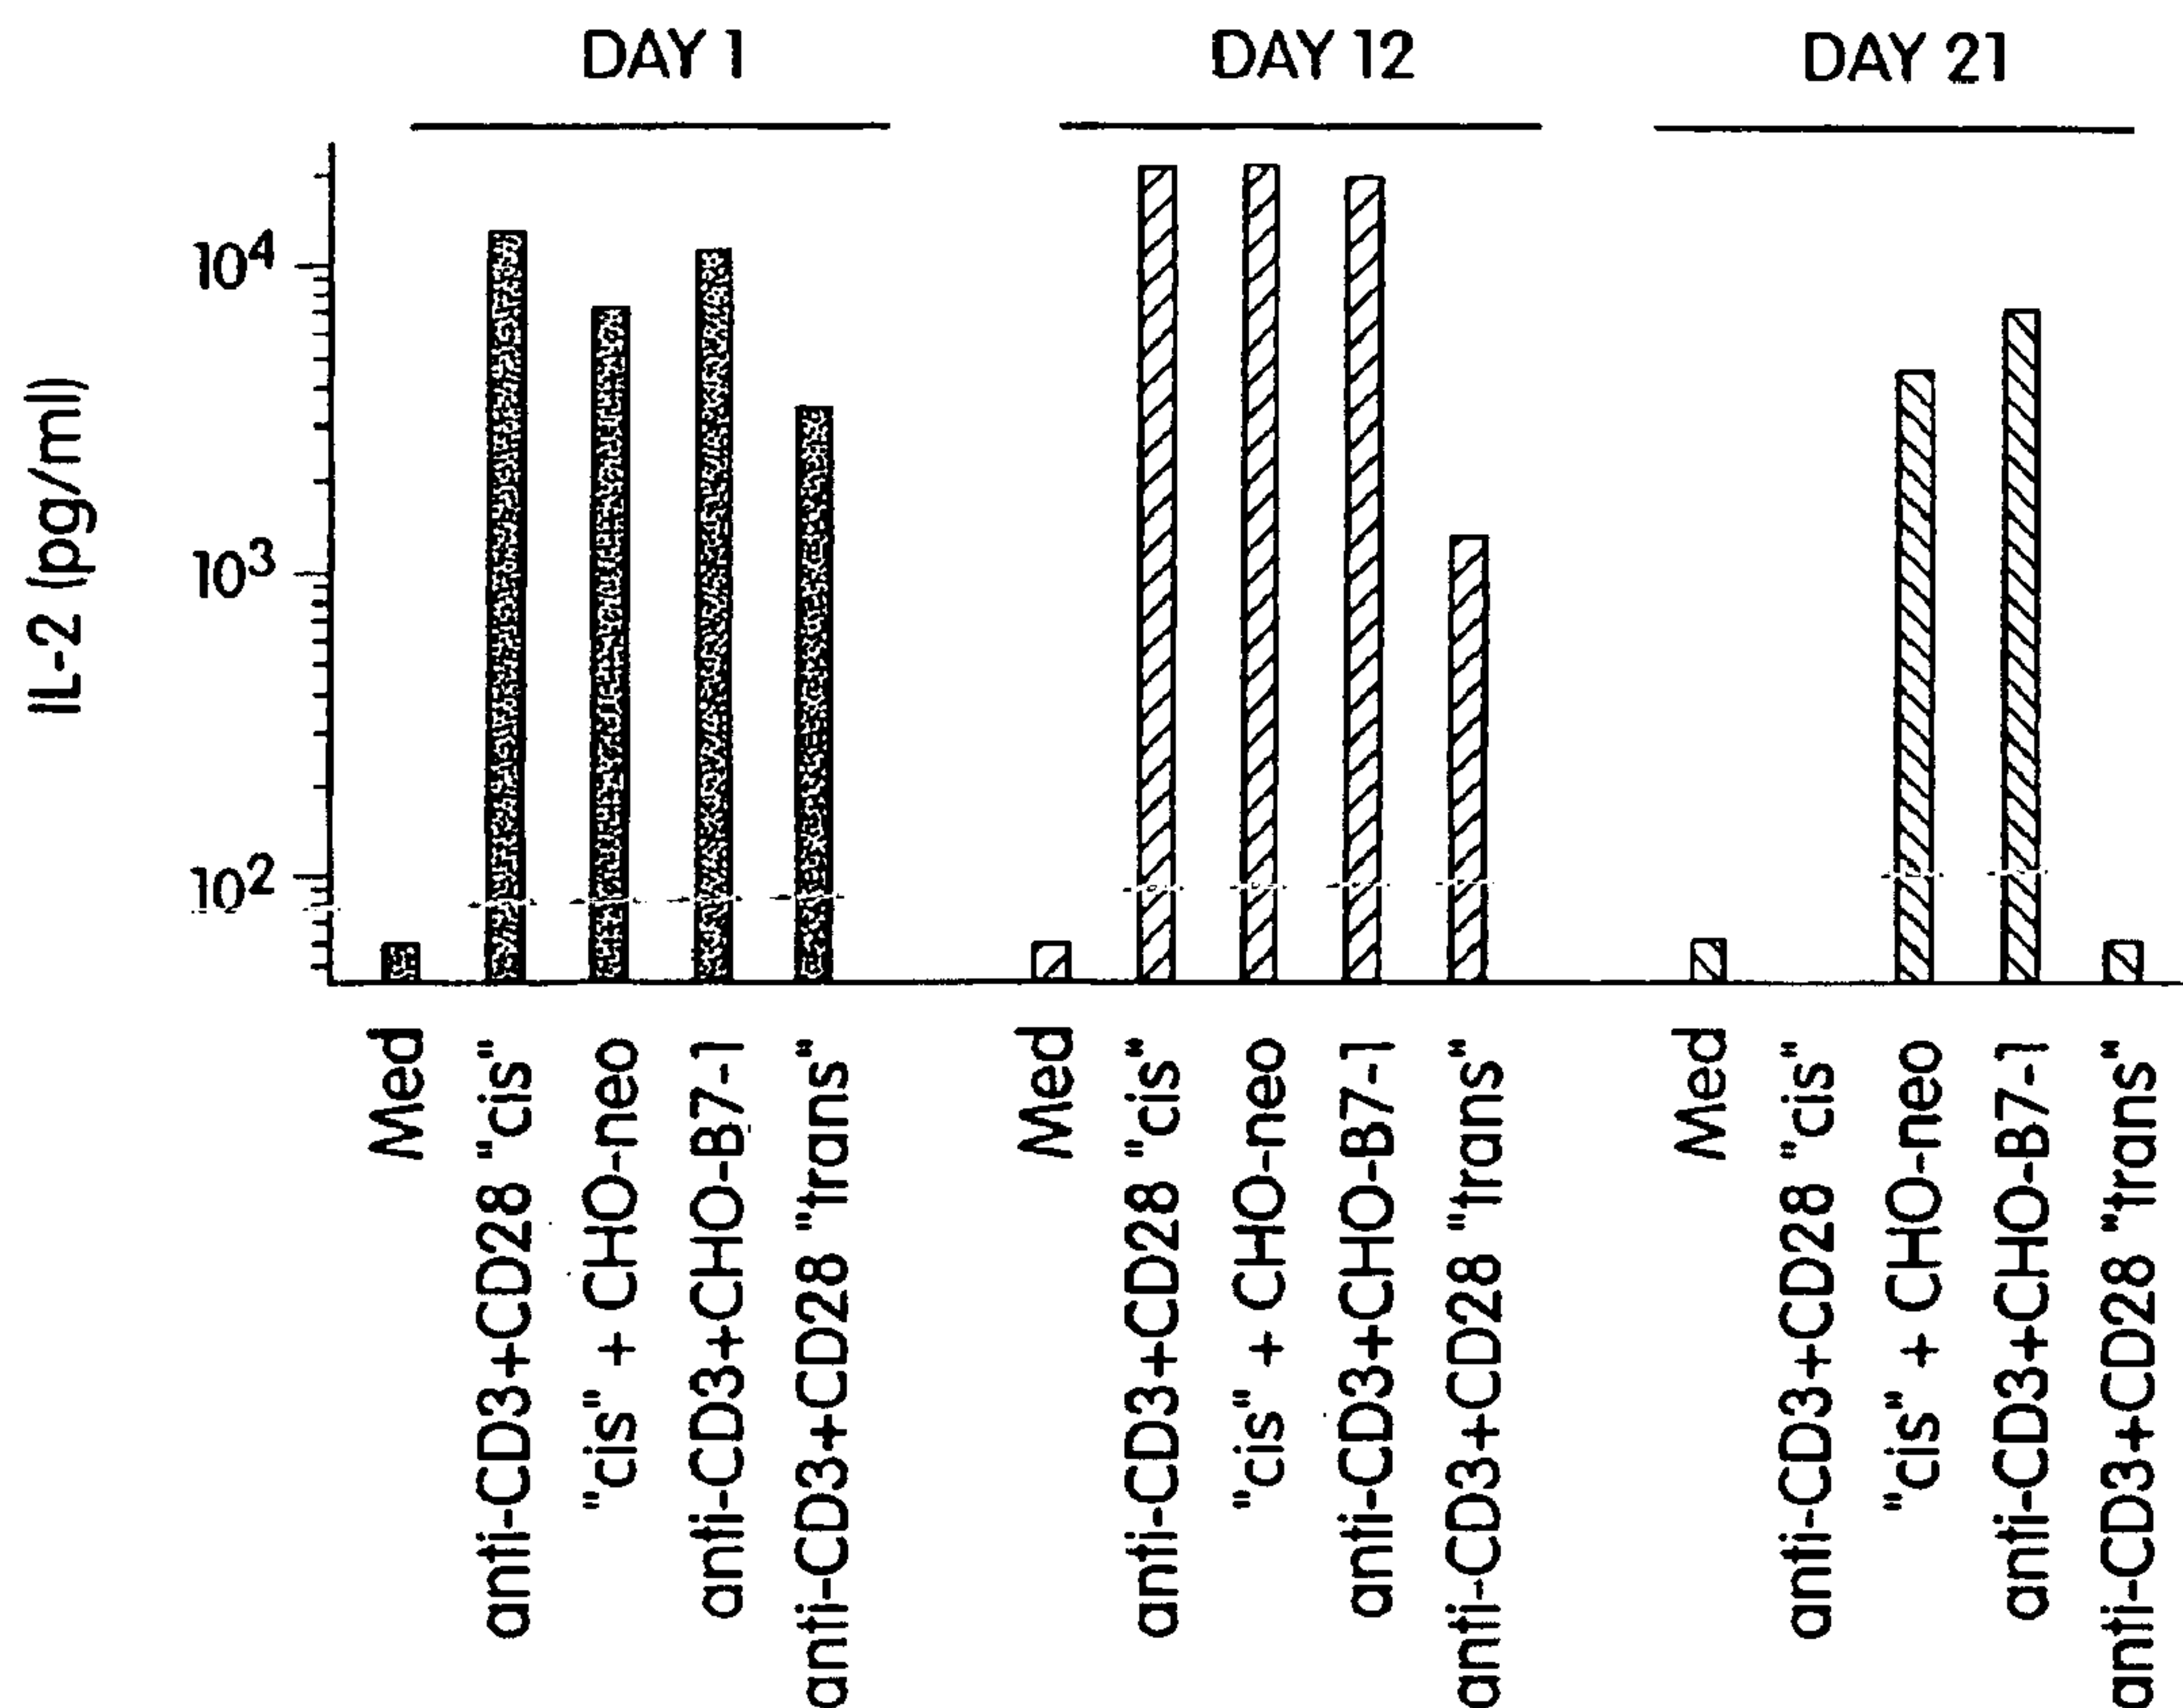 DAY 1
DAY 12
DAY 21
IL-2 (pg/ml)
10⁴
10³
10²
Med
anti-CD3+CD28 "cis"
"cis" + CHO-neo
anti-CD3+CHO-B7-1
anti-CD3+CD28 "trans"
Med
anti-CD3+CD28 "cis"
"cis" + CHO-neo
anti-CD3+CHO-B7-1
anti-CD3+CD28 "trans"
Med
anti-CD3+CD28 "cis"
"cis" + CHO-neo
anti-CD3+CHO-B7-1
anti-CD3+CD28 "trans"